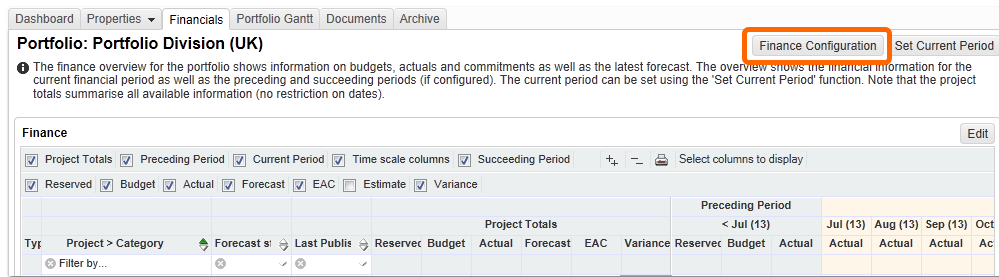 Dashboard Properties Financials Portfolio Gantt Documents Archive
Portfolio: Portfolio Division (UK) Finance Configuration Set Current Period
The finance overview for the portfolio shows information on budgets, actuals and commitments as well as the latest forecast. The overview shows the financial information for the
current financial period as well as the preceding and succeeding periods (if configured). The current period can be set using the 'Set Current Period' function. Note that the project
totals summarise all available information (no restriction on dates).
Finance Edit
Project Totals Preceding Period Current Period Time scale columns Succeeding Period Select columns to display
Reserved Budget Actual Forecast EAC Estimate Variance
Preceding Period
Project Totals < Jul (13) Jul (13) Aug (13) Sep (13) Oct
Typ Project > Category Forecast st Last Publis Reserved Budget Actual Forecast EAC Variance Reserved Budget Actual Actual Actual Actual Act
Filter by...